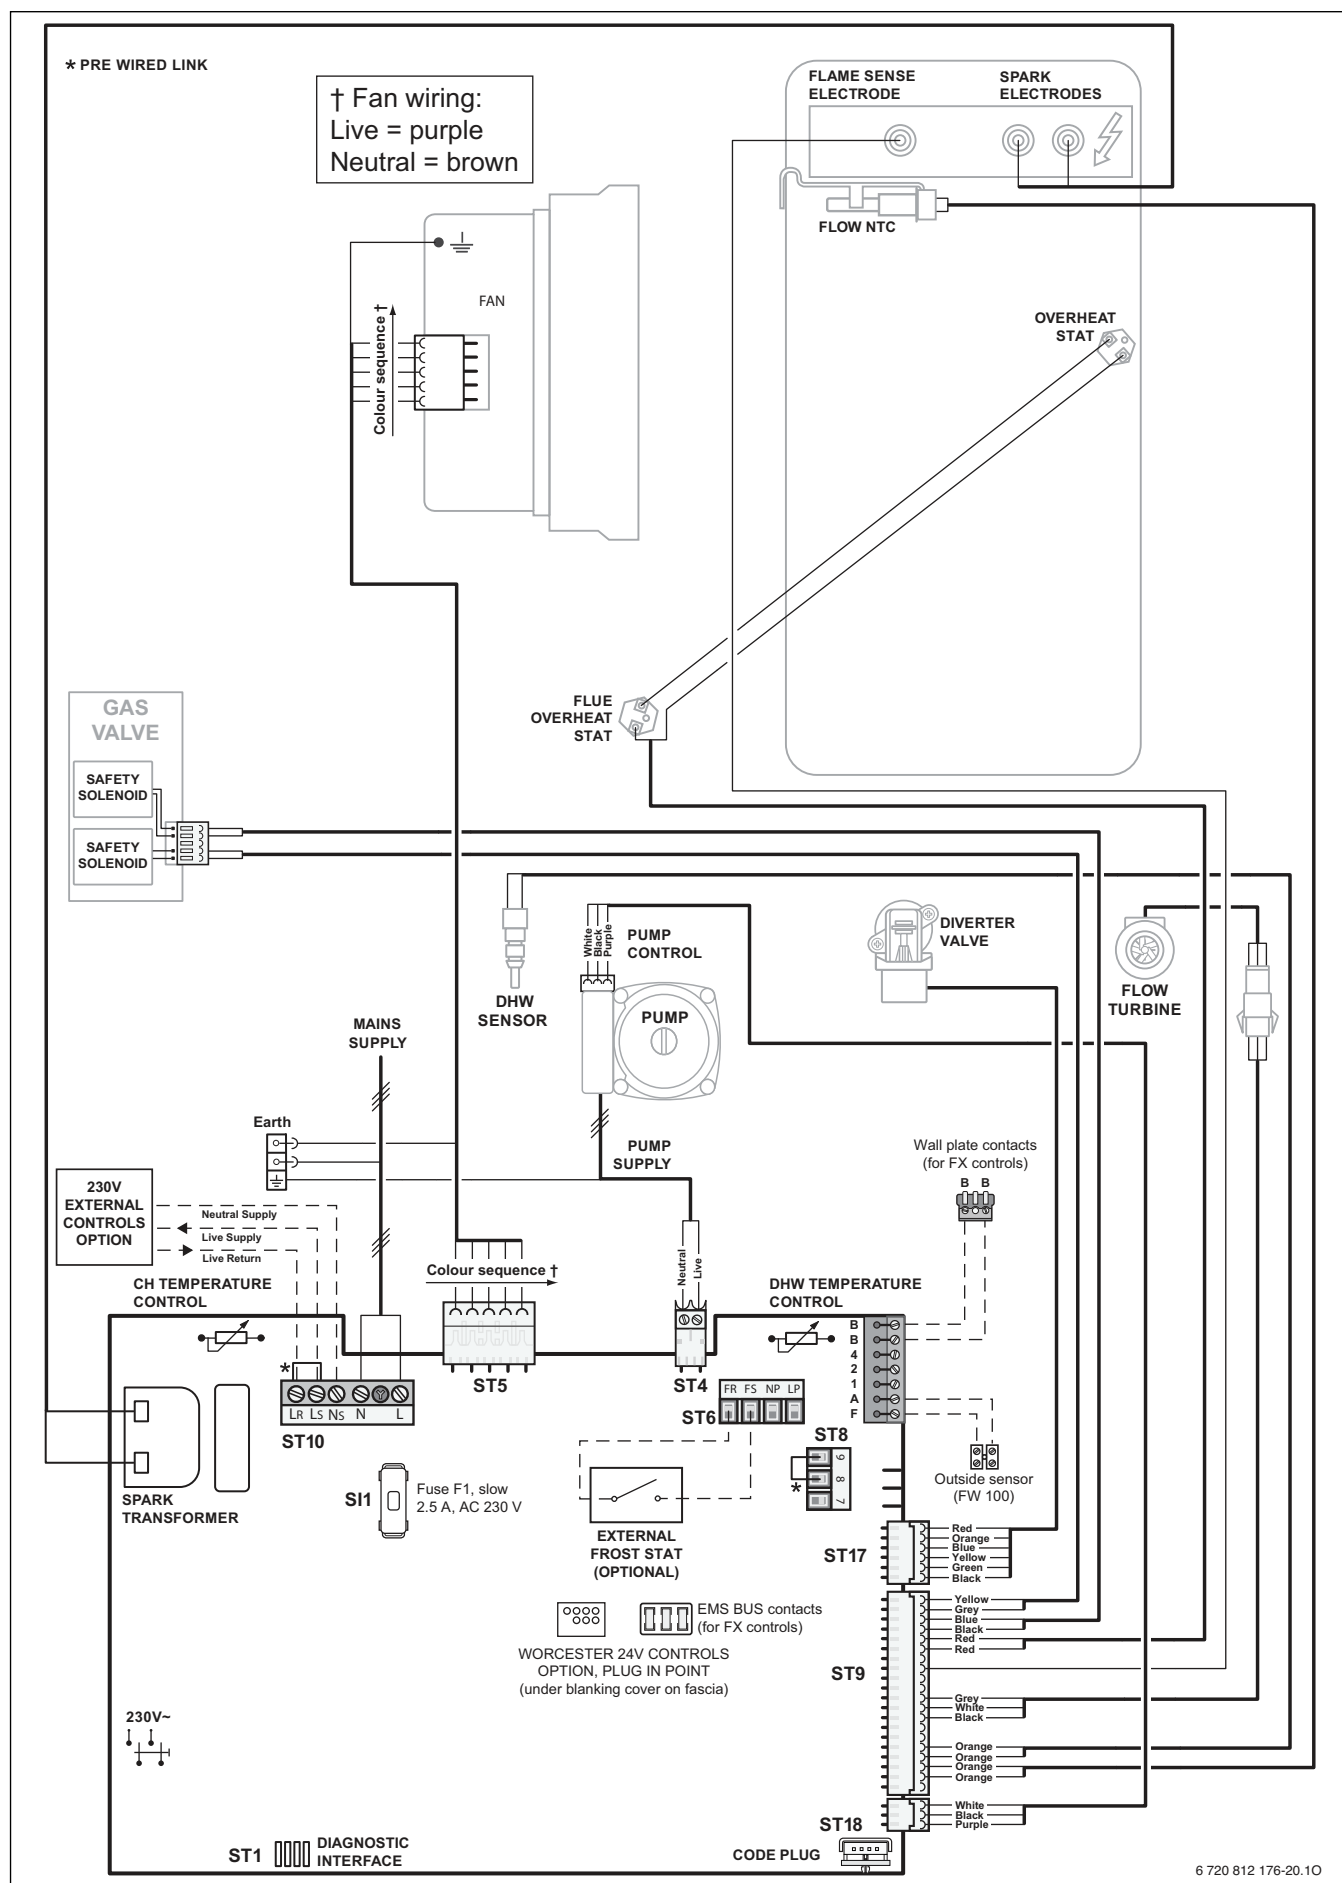 * PRE WIRED LINK
† Fan wiring:
Live = purple
Neutral = brown
FLAME SENSE
ELECTRODE
SPARK
ELECTRODES
FLOW NTC
FAN
Colour sequence †
OVERHEAT
STAT
FLUE
OVERHEAT
STAT
GAS
VALVE
SAFETY
SOLENOID
SAFETY
SOLENOID
White
Black
Purple
PUMP
CONTROL
DIVERTER
VALVE
DHW
SENSOR
PUMP
FLOW
TURBINE
MAINS
SUPPLY
Earth
PUMP
SUPPLY
Wall plate contacts
(for FX controls)
B B
230V
EXTERNAL
CONTROLS
OPTION
Neutral Supply
Live Supply
Live Return
Colour sequence †
Neutral
Live
CH TEMPERATURE
CONTROL
DHW TEMPERATURE
CONTROL
B
B
4
2
1
A
F
*
ST5
ST4
FR FS NP LP
ST6
LR LS NS N L
ST10
ST8
9
8
7
*
Outside sensor
(FW 100)
SPARK
TRANSFORMER
SI1
Fuse F1, slow
2.5 A, AC 230 V
EXTERNAL
FROST STAT
(OPTIONAL)
ST17
Red
Orange
Blue
Yellow
Green
Black
EMS BUS contacts
(for FX controls)
WORCESTER 24V CONTROLS
OPTION, PLUG IN POINT
(under blanking cover on fascia)
ST9
Yellow
Grey
Blue
Black
Red
Red
Grey
White
Black
Orange
Orange
Orange
Orange
230V~
ST18
White
Black
Purple
ST1
DIAGNOSTIC
INTERFACE
CODE PLUG
6 720 812 176-20.1O